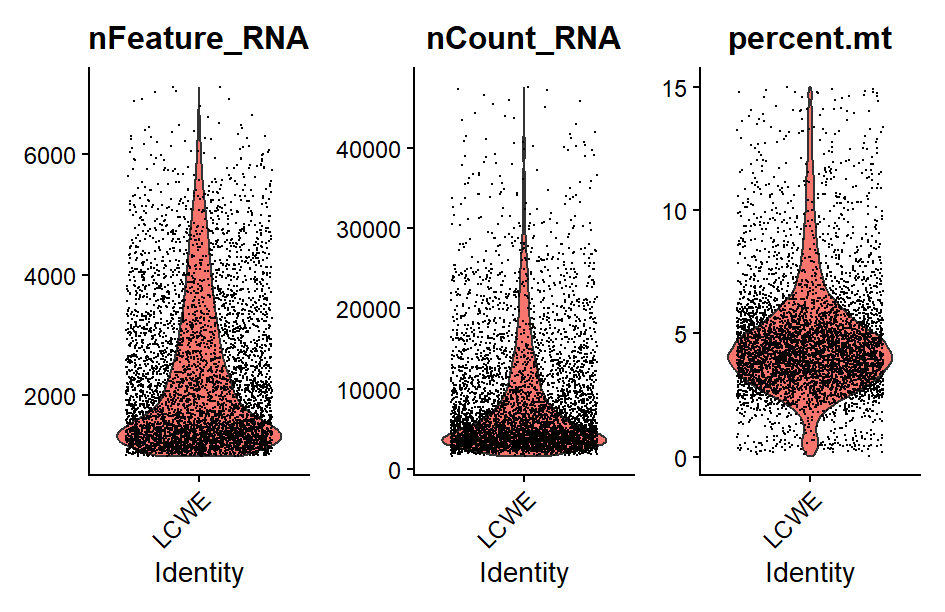 nFeature_RNA
6000
4000
2000
LCWE
Identity
nCount_RNA
40000
30000
20000
10000
0
LCWE
Identity
percent.mt
15
10
5
0
LCWE
Identity